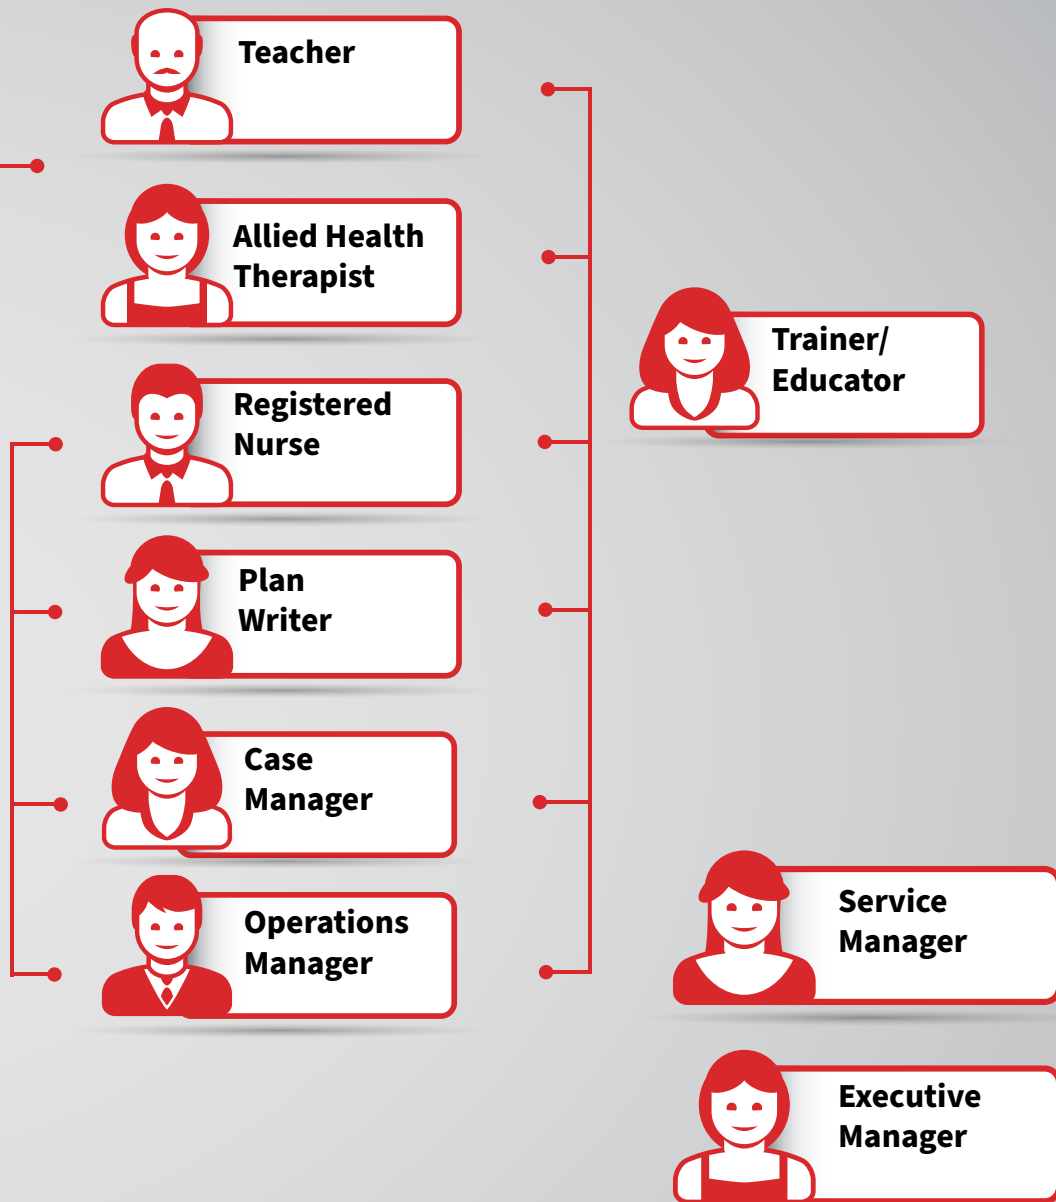 Teacher
Allied Health
Therapist
Registered
Nurse
Plan
Writer
Case
Manager
Operations
Manager
Trainer/
Educator
Service
Manager
Executive
Manager